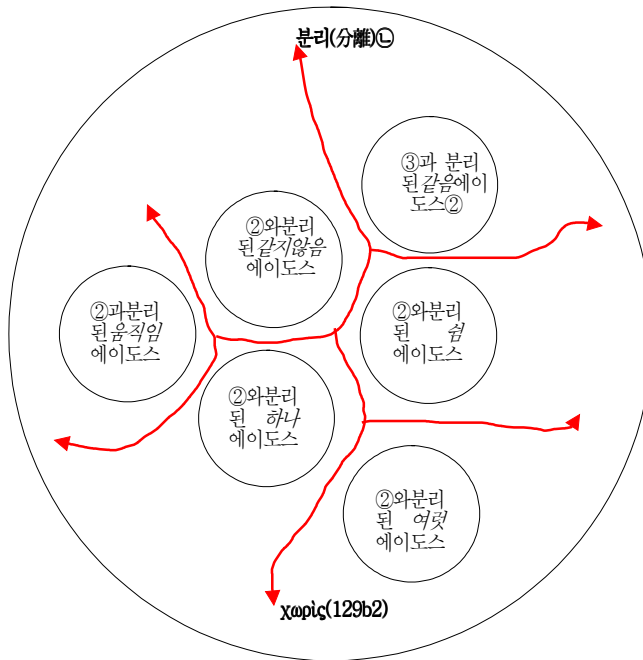 분리(分離)㉡
③과 분리
된 같음에이
도스②
②와분리
된 같지않음
에이도스
②과분리
된 움직임
에이도스
②와분리
된 쉼
에이도스
②와분리
된 하나
에이도스
②와분리
된 여럿
에이도스
χωρὶς(129b2)